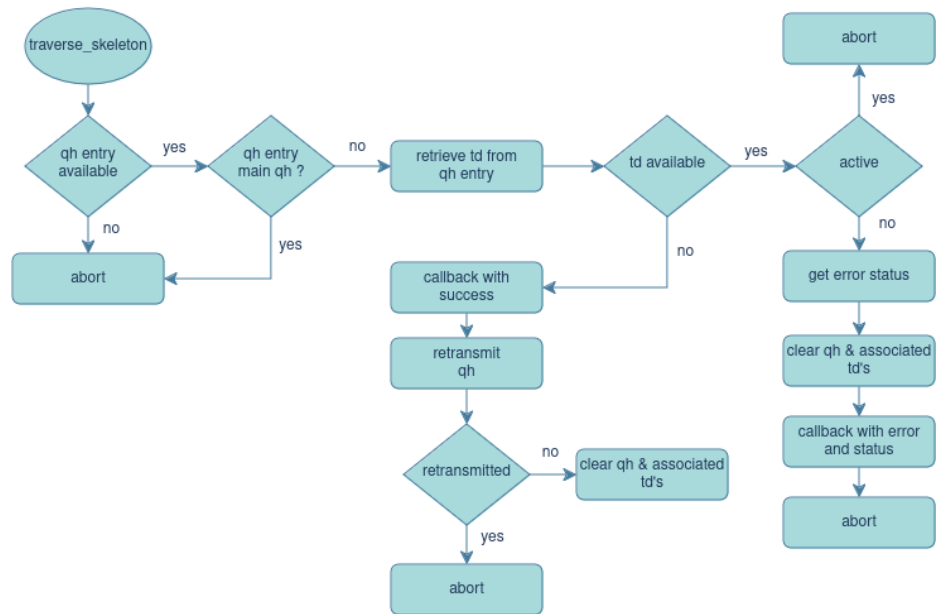 traverse_skeleton
abort
yes
qh entry
available
yes
qh entry
main qh ?
no
retrieve td from
qh entry
td available
yes
active
no
yes
no
no
abort
callback with
success
get error status
retransmit
qh
clear qh & associated
td's
callback with error
and status
retransmitted
no
clear qh & associated
td's
yes
abort
abort